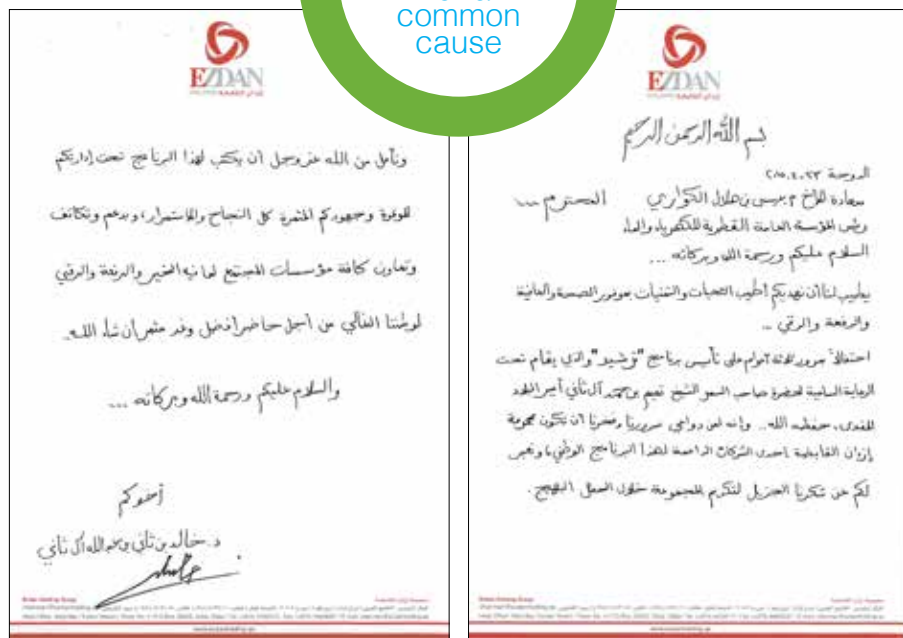 common
cause
EZDAN
بسم الله الرحمن الرحيم
الدوحة ٢٠١٥.٤.٢٣
سعادة الأخ م عيسى بن هلال الكواري المحترم ...
رئيس المؤسسة العامة القطرية للكهرباء والماء
السلام عليكم ورحمة الله وبركاته ...
يطيب لنا أن نهديكم أطيب التحيات والتمنيات بموفور الصحة والعافية
والرفعة والرقي ...
احتفالاً بمرور ثلاثة أعوام على تأسيس برنامج "ترشيد" والذي يقام تحت
الرعاية السامية لحضرة صاحب السمو الشيخ تميم بن حمد آل ثاني أمير البلاد
المفدى، حفظه الله.. وإنه لمن دواعي سرورنا وفخرنا أن تكون مجموعة
إزدان القابضة إحدى الشركات الراعية لهذا البرنامج الوطني، ونعبر
لكم عن شكرنا الجزيل لتكريم المجموعة خلال الحفل البهيج.
EZDAN
ونأمل من الله عز وجل أن يكتب لهذا البرنامج تحت إدارتكم
الموقرة وجهودكم المثمرة كل النجاح والاستمرار، وبدعم وتكاتف
وتعاون كافة مؤسسات المجتمع لما فيه الخير والرفعة والرقي
لوطننا الغالي من أجل حاضر أفضل وغد مثمر إن شاء الله.
والسلام عليكم ورحمة الله وبركاته ...
أخوكم
د. خالد بن ثاني بن عبدالله آل ثاني